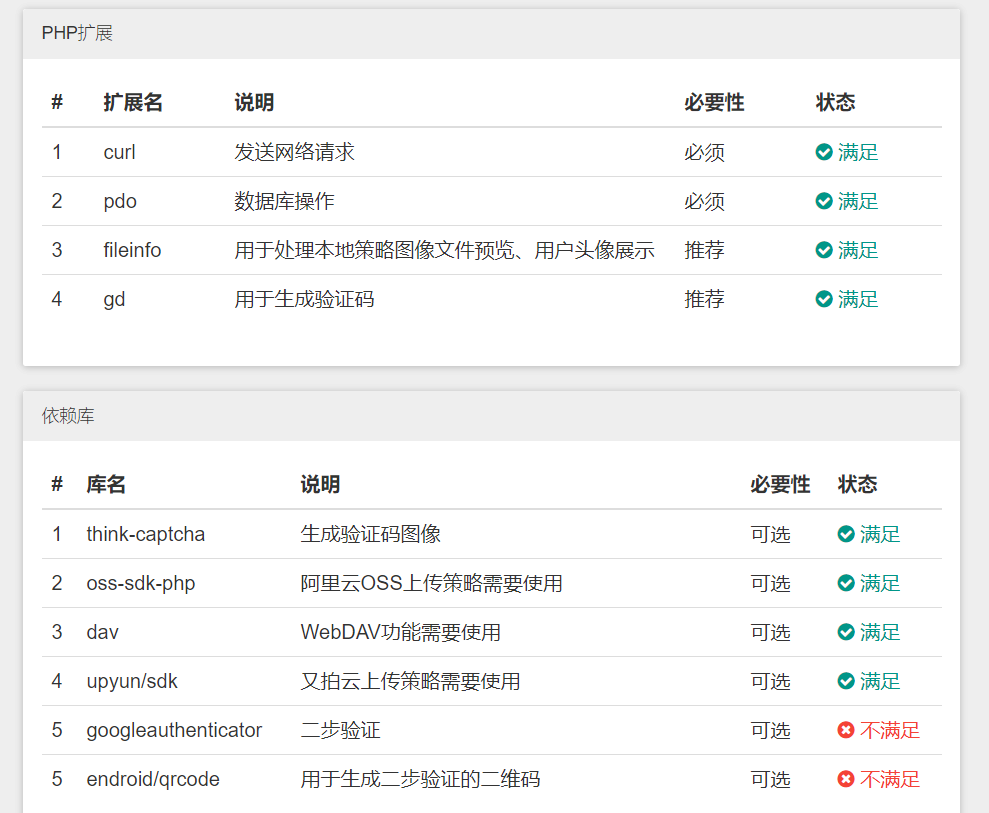 PHP扩展
# 扩展名 说明 必要性 状态
1 curl 发送网络请求 必须 满足
2 pdo 数据库操作 必须 满足
3 fileinfo 用于处理本地策略图像文件预览、用户头像展示 推荐 满足
4 gd 用于生成验证码 推荐 满足
依赖库
# 库名 说明 必要性 状态
1 think-captcha 生成验证码图像 可选 满足
2 oss-sdk-php 阿里云OSS上传策略需要使用 可选 满足
3 dav WebDAV功能需要使用 可选 满足
4 upyun/sdk 又拍云上传策略需要使用 可选 满足
5 googleauthenticator 二步验证 可选 不满足
5 endroid/qrcode 用于生成二步验证的二维码 可选 不满足